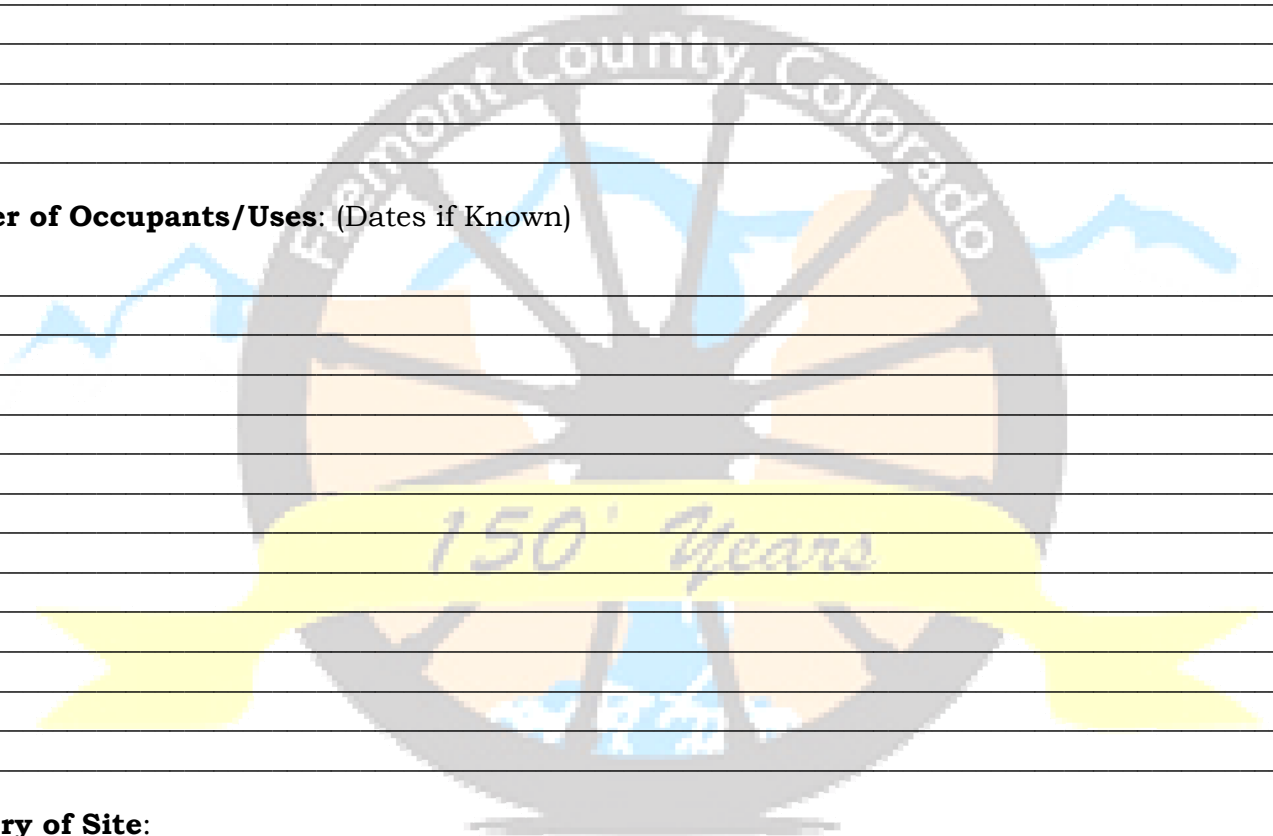 Fremont County, Colorado
er of Occupants/Uses: (Dates if Known)
150' Years
ry of Site: